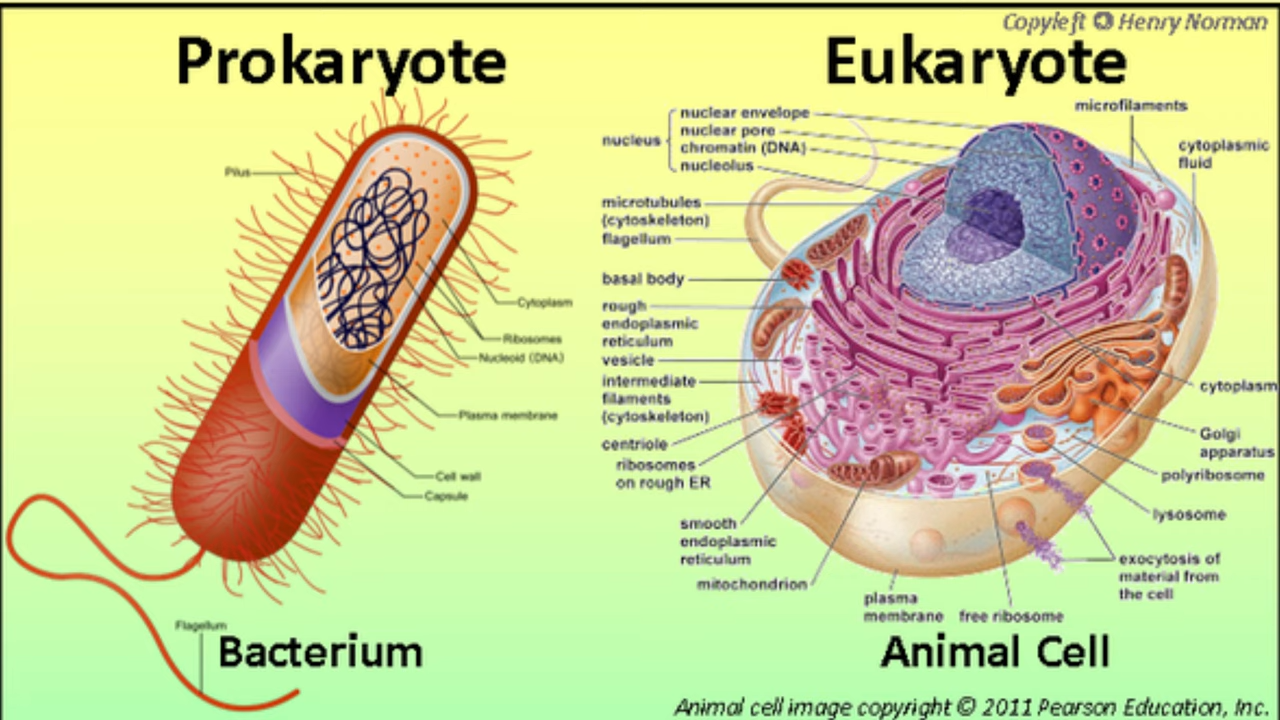 Copyleft Henry Norman
Prokaryote
Eukaryote
Pilus
Cytoplasm
Ribosomes
Nucleoid (DNA)
Plasma membrane
Cell wall
Capsule
Flagellum
Bacterium
nucleus
nuclear envelope
nuclear pore
chromatin (DNA)
nucleolus
microtubules
(cytoskeleton)
flagellum
basal body
rough
endoplasmic
reticulum
vesicle
intermediate
filaments
(cytoskeleton)
centriole
ribosomes
on rough ER
smooth
endoplasmic
reticulum
mitochondrion
plasma
membrane
free ribosome
microfilaments
cytoplasmic
fluid
cytoplasm
Golgi
apparatus
polyribosome
lysosome
exocytosis of
material from
the cell
Animal Cell
Animal cell image copyright © 2011 Pearson Education, Inc.